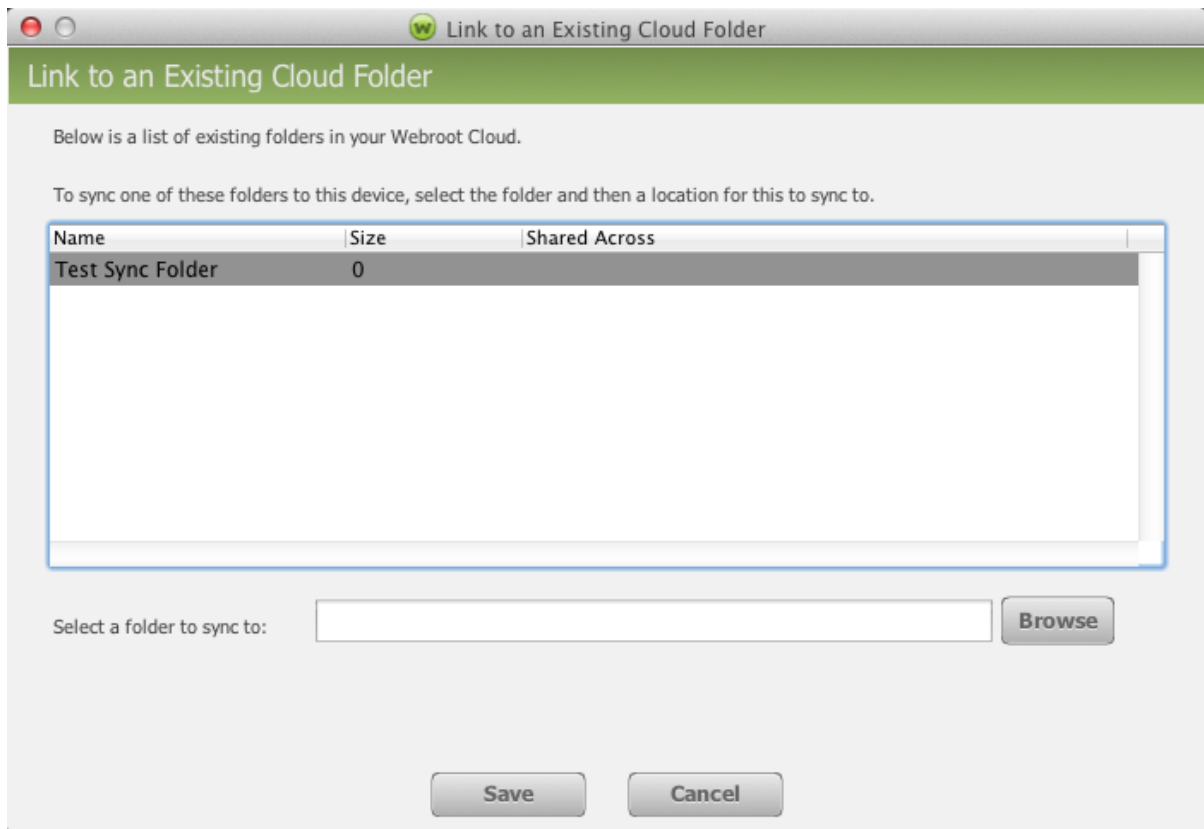 w Link to an Existing Cloud Folder
Link to an Existing Cloud Folder
Below is a list of existing folders in your Webroot Cloud.
To sync one of these folders to this device, select the folder and then a location for this to sync to.
Name Size Shared Across
Test Sync Folder 0
Select a folder to sync to: Browse
Save Cancel